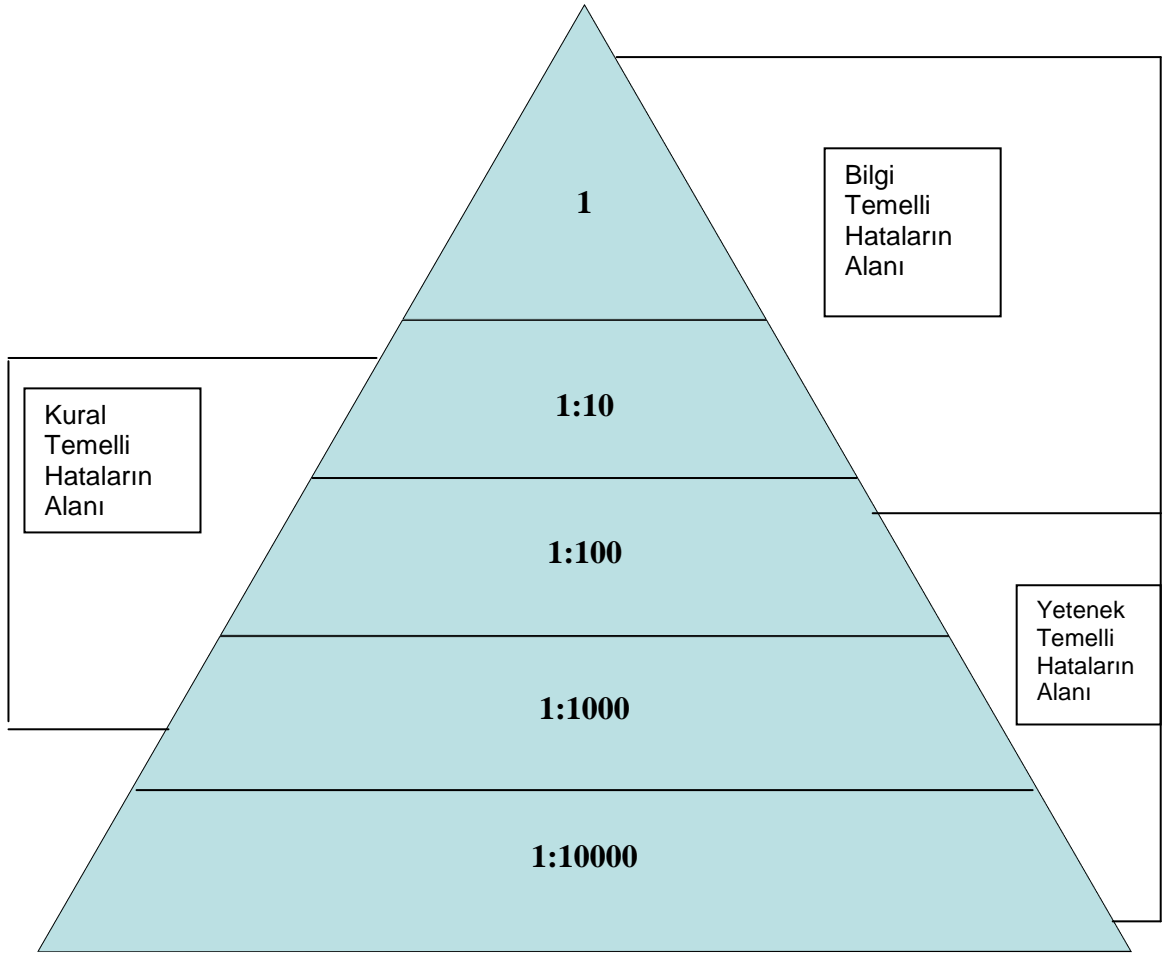 1
Bilgi
Temelli
Hataların
Alanı
1:10
Kural
Temelli
Hataların
Alanı
1:100
Yetenek
Temelli
Hataların
Alanı
1:1000
1:10000